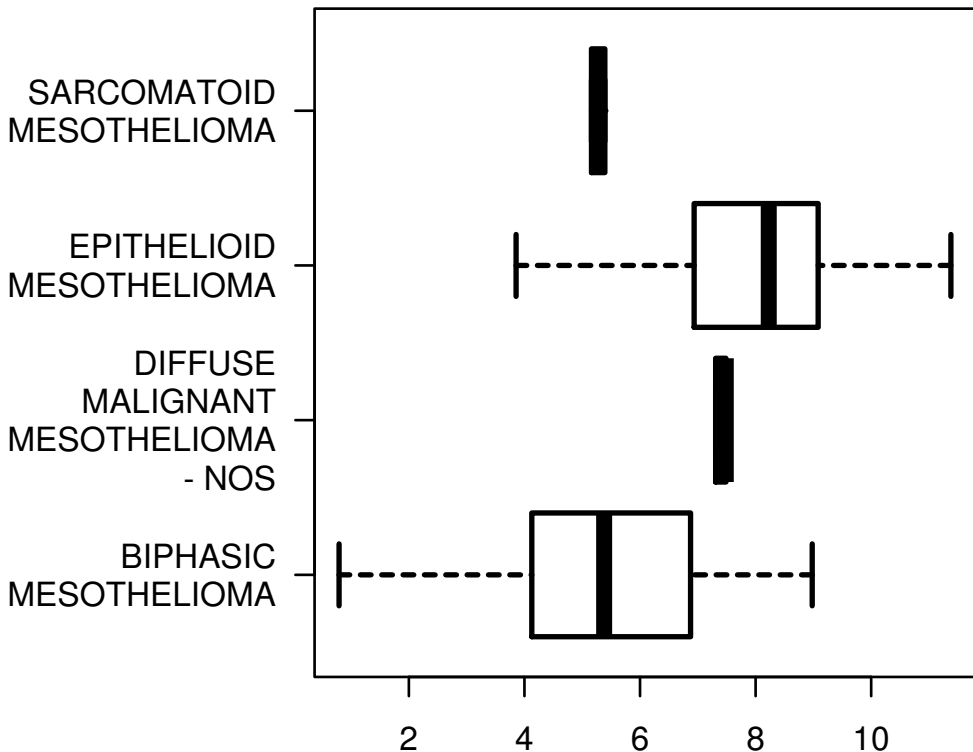 SARCOMATOID
MESOTHELIOMA
EPITHELIOID
MESOTHELIOMA
DIFFUSE
MALIGNANT
MESOTHELIOMA
- NOS
BIPHASIC
MESOTHELIOMA
2 4 6 8 10